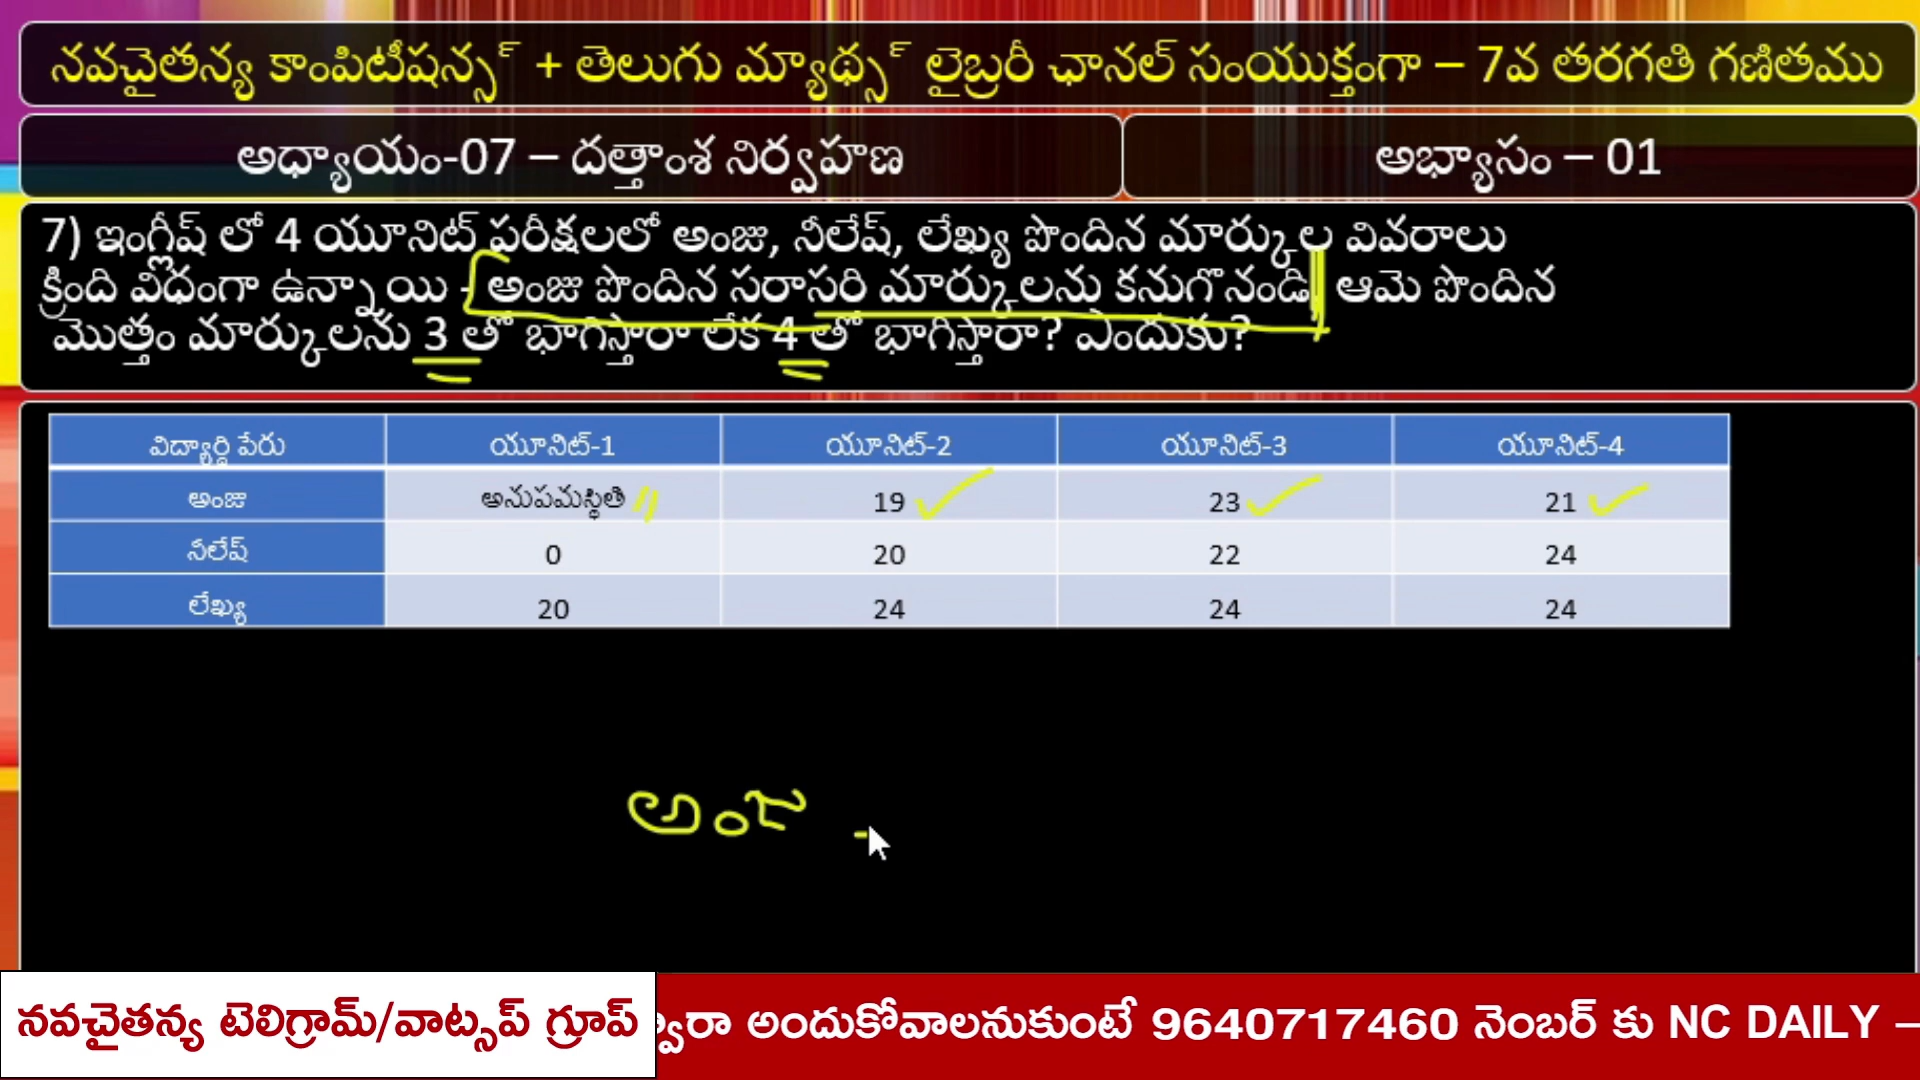 నవచైతన్య కాంపిటీషన్స్ + తెలుగు మ్యాథ్స్ లైబ్రరీ ఛానల్ సంయుక్తంగా – 7వ తరగతి గణితము
అధ్యాయం-07 – దత్తాంశ నిర్వహణ
అభ్యాసం – 01
7) ఇంగ్లీష్ లో 4 యూనిట్ పరీక్షలలో అంజు, నీలేష్, లేఖ్య పొందిన మార్కుల వివరాలు
క్రింది విధంగా ఉన్నాయి - అంజు పొందిన సరాసరి మార్కులను కనుగొనండి, ఆమె పొందిన
మొత్తం మార్కులను 3 తో భాగిస్తారా లేక 4 తో భాగిస్తారా? ఎందుకు?
విద్యార్ధి పేరు యూనిట్-1 యూనిట్-2 యూనిట్-3 యూనిట్-4
అంజు అనుపమస్థితి 19 23 21
నీలేష్ 0 20 22 24
లేఖ్య 20 24 24 24
నవచైతన్య టెలిగ్రామ్/వాట్సప్ గ్రూప్
అందుకోవాలనుకుంటే 9640717460 నెంబర్ కు NC DAILY –